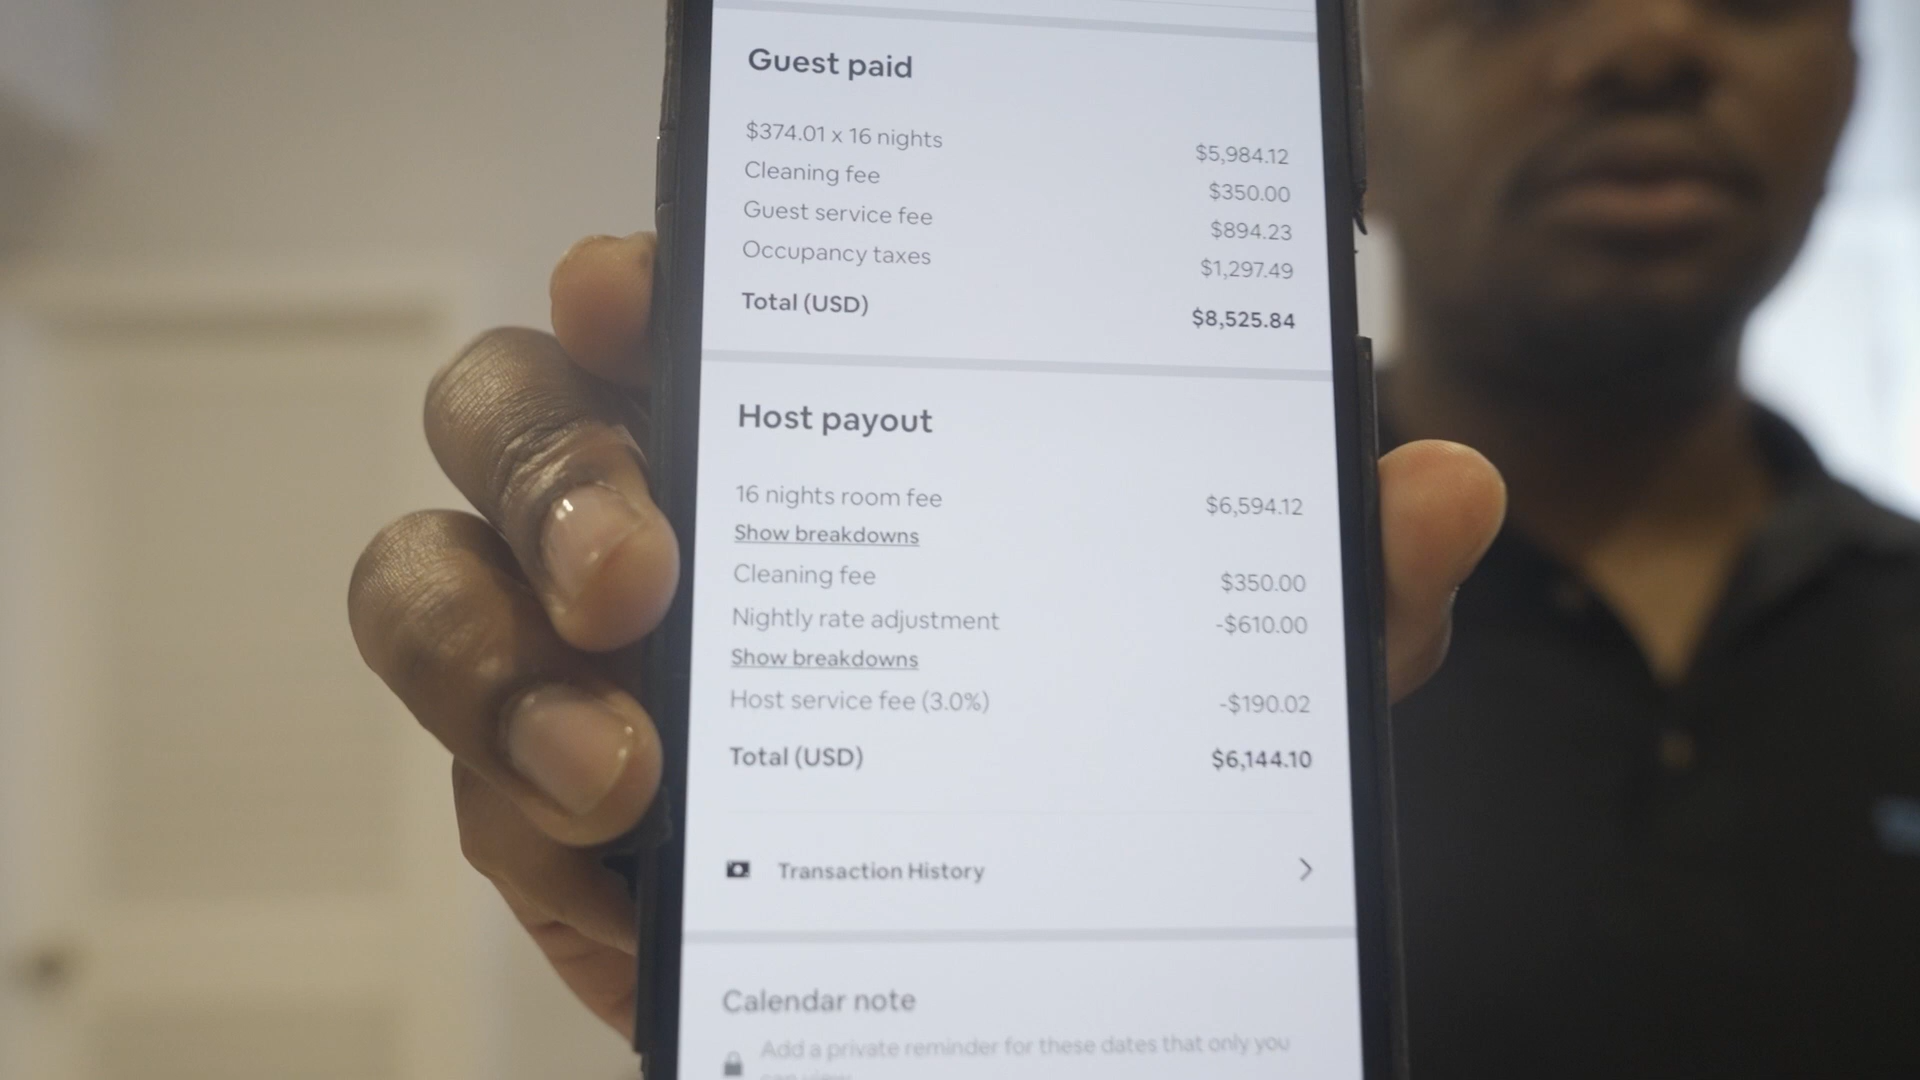 Guest paid
$374.01 x 16 nights $5,984.12
Cleaning fee $350.00
Guest service fee $894.23
Occupancy taxes $1,297.49
Total (USD) $8,525.84
Host payout
16 nights room fee $6,594.12
Show breakdowns
Cleaning fee $350.00
Nightly rate adjustment -$610.00
Show breakdowns
Host service fee (3.0%) -$190.02
Total (USD) $6,144.10
Transaction History
Calendar note
Add a private reminder for these dates that only you